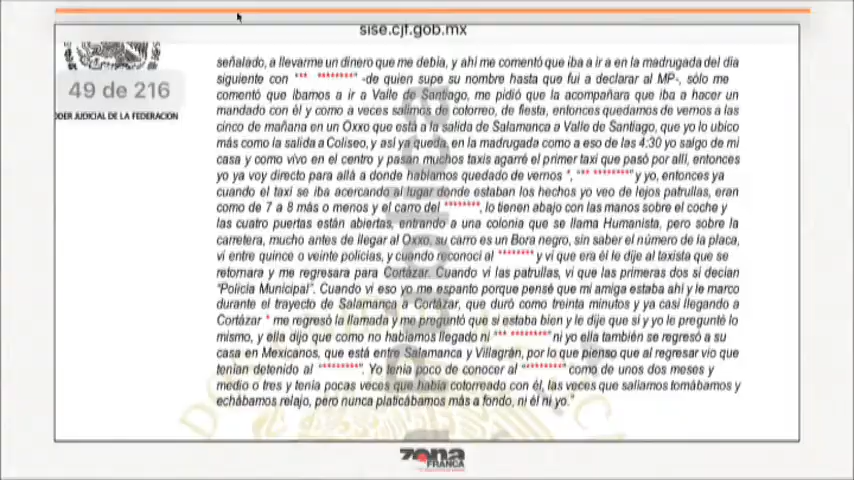 sise.cjf.gob.mx
49 de 216
PODER JUDICIAL DE LA FEDERACIÓN
señalado, a llevarme un dinero que me debía, y ahí me comentó que iba a ir a en la madrugada del día
siguiente con "*** ********" -de quien supe su nombre hasta que fui a declarar al MP-, sólo me
comentó que íbamos a ir a Valle de Santiago, me pidió que la acompañara que iba a hacer un
mandado con él y como a veces salimos de cotorreo, de fiesta, entonces quedamos de vernos a las
cinco de mañana en un Oxxo que está a la salida de Salamanca a Valle de Santiago, que yo lo ubico
más como la salida a Coliseo, y así ya queda, en la madrugada como a eso de las 4:30 yo salgo de mi
casa y como vivo en el centro y pasan muchos taxis agarré el primer taxi que pasó por allí, entonces
yo ya voy directo para allá a donde habíamos quedado de vernos *, "** ********" y yo, entonces ya
cuando el taxi se iba acercando al lugar donde estaban los hechos yo veo de lejos patrullas, eran
como de 7 a 8 más o menos y el carro del ********, lo tienen abajo con las manos sobre el coche y
las cuatro puertas están abiertas, entrando a una colonia que se llama Humanista, pero sobre la
carretera, mucho antes de llegar al Oxxo, su carro es un Bora negro, sin saber el número de la placa,
vi entre quince o veinte policías, y cuando reconocí al ******** y vi que era él le dije al taxista que se
retornara y me regresara para Cortázar. Cuando vi las patrullas, vi que las primeras dos sí decían
"Policía Municipal". Cuando vi eso yo me espanto porque pensé que mi amiga estaba ahí y le marco
durante el trayecto de Salamanca a Cortázar, que duró como treinta minutos y ya casi llegando a
Cortázar * me regresó la llamada y me preguntó que si estaba bien y le dije que sí y yo le pregunté lo
mismo, y ella dijo que como no habíamos llegado ni "*** ********" ni yo ella también se regresó a su
casa en Mexicanos, que está entre Salamanca y Villagrán, por lo que pienso que al regresar vio que
tenían detenido al "********". Yo tenía poco de conocer al "********" como de unos dos meses y
medio o tres y tenía pocas veces que había cotorreado con él, las veces que salíamos tomábamos y
echábamos relajo, pero nunca platicábamos más a fondo, ni él ni yo."
zona
FRANCA